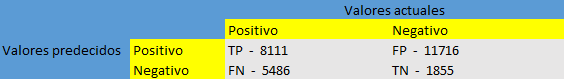 Valores actuales
Positivo Negativo
Valores predecidos Positivo TP - 8111 FP - 11716
Negativo FN - 5486 TN - 1855